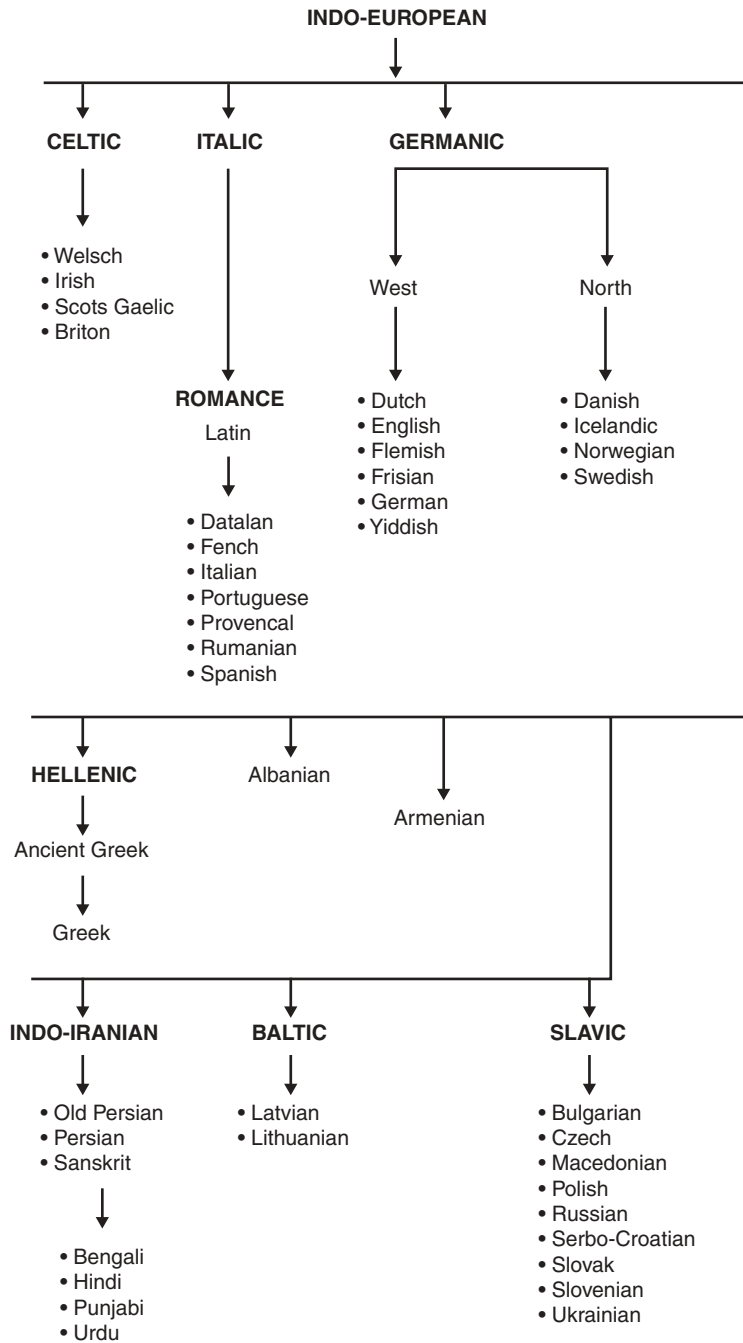 INDO-EUROPEAN
CELTIC
• Welsch
• Irish
• Scots Gaelic
• Briton
ITALIC
ROMANCE
Latin
• Datalan
• Fench
• Italian
• Portuguese
• Provencal
• Rumanian
• Spanish
GERMANIC
West
• Dutch
• English
• Flemish
• Frisian
• German
• Yiddish
North
• Danish
• Icelandic
• Norwegian
• Swedish
HELLENIC
Ancient Greek
Greek
Albanian
Armenian
INDO-IRANIAN
• Old Persian
• Persian
• Sanskrit
• Bengali
• Hindi
• Punjabi
• Urdu
BALTIC
• Latvian
• Lithuanian
SLAVIC
• Bulgarian
• Czech
• Macedonian
• Polish
• Russian
• Serbo-Croatian
• Slovak
• Slovenian
• Ukrainian